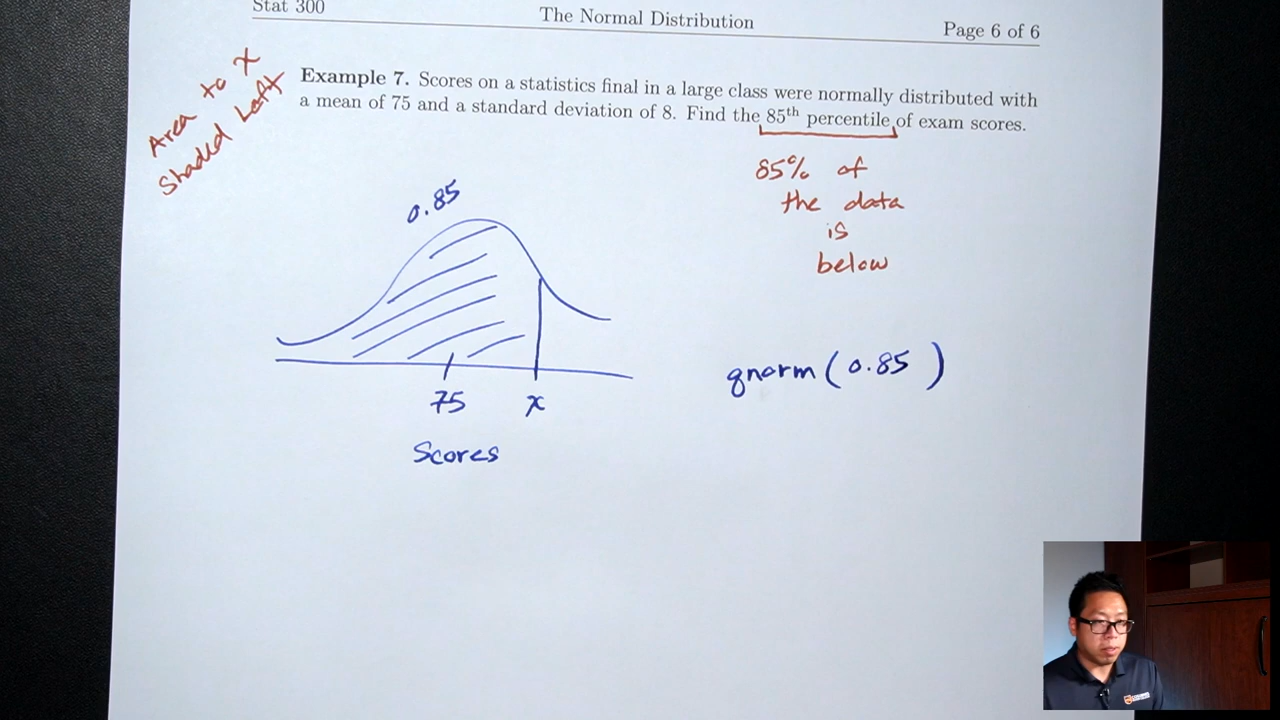 Stat 300
The Normal Distribution
Page 6 of 6
Area to x
Shaded Left
Example 7. Scores on a statistics final in a large class were normally distributed with
a mean of 75 and a standard deviation of 8. Find the 85th percentile of exam scores.
85% of
the data
is
below
0.85
qnorm(0.85 )
75 x
Scores